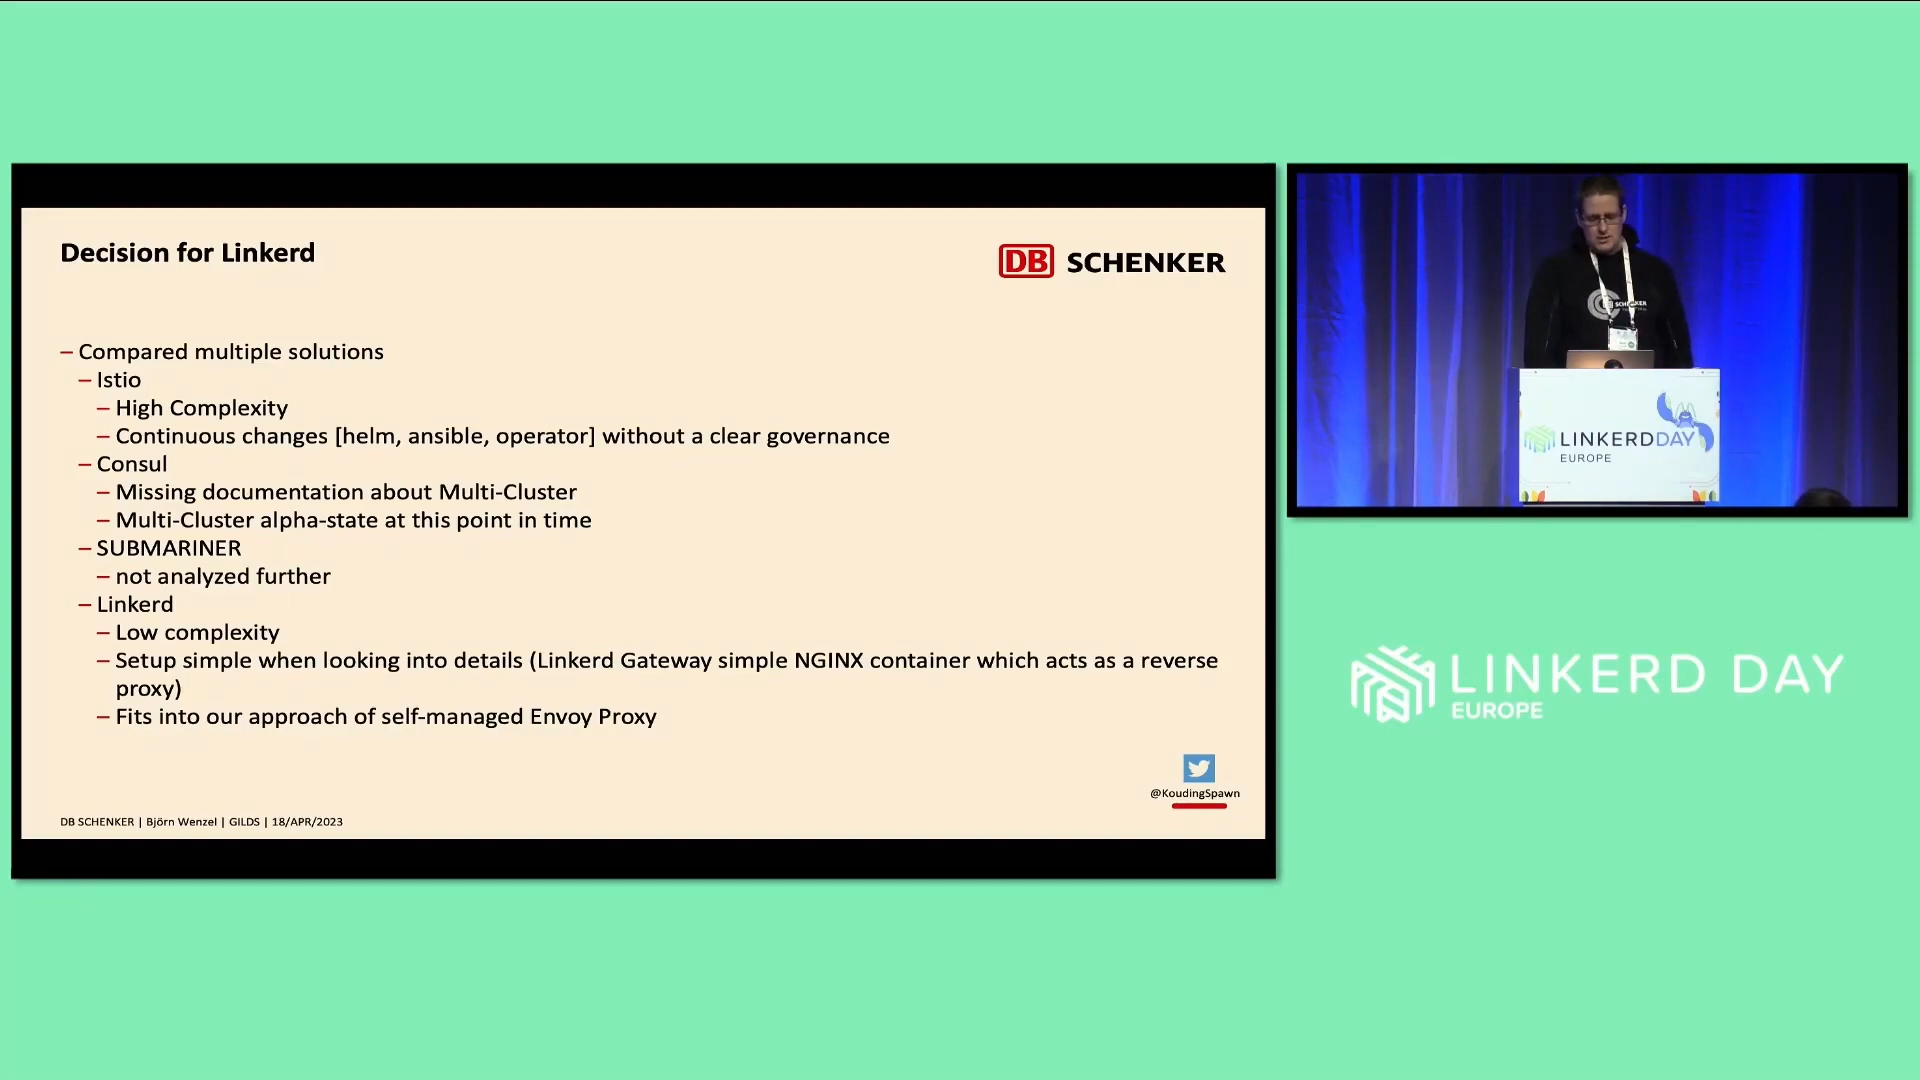 Decision for Linkerd
DB SCHENKER
– Compared multiple solutions
– Istio
– High Complexity
– Continuous changes [helm, ansible, operator] without a clear governance
– Consul
– Missing documentation about Multi-Cluster
– Multi-Cluster alpha-state at this point in time
– SUBMARINER
– not analyzed further
– Linkerd
– Low complexity
– Setup simple when looking into details (Linkerd Gateway simple NGINX container which acts as a reverse
proxy)
– Fits into our approach of self-managed Envoy Proxy
@KoudingSpawn
DB SCHENKER | Björn Wenzel | GILDS | 18/APR/2023
SCHENKER
LINKERD DAY
EUROPE
LINKERD DAY
EUROPE